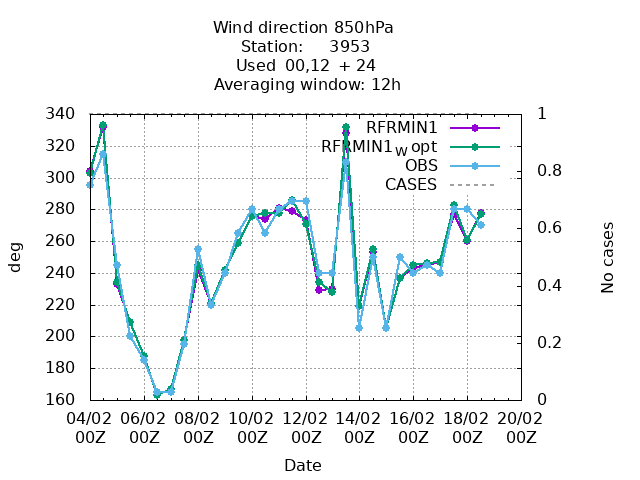 Wind direction 850hPa
Station: 3953
Used 00,12 + 24
Averaging window: 12h
340
320
300
280
260
240
220
200
180
160
deg
1
0.8
0.6
0.4
0.2
0
No cases
RFRMIN1
RFRMIN1w opt
OBS
CASES
04/02 06/02 08/02 10/02 12/02 14/02 16/02 18/02 20/02
00Z 00Z 00Z 00Z 00Z 00Z 00Z 00Z 00Z
Date